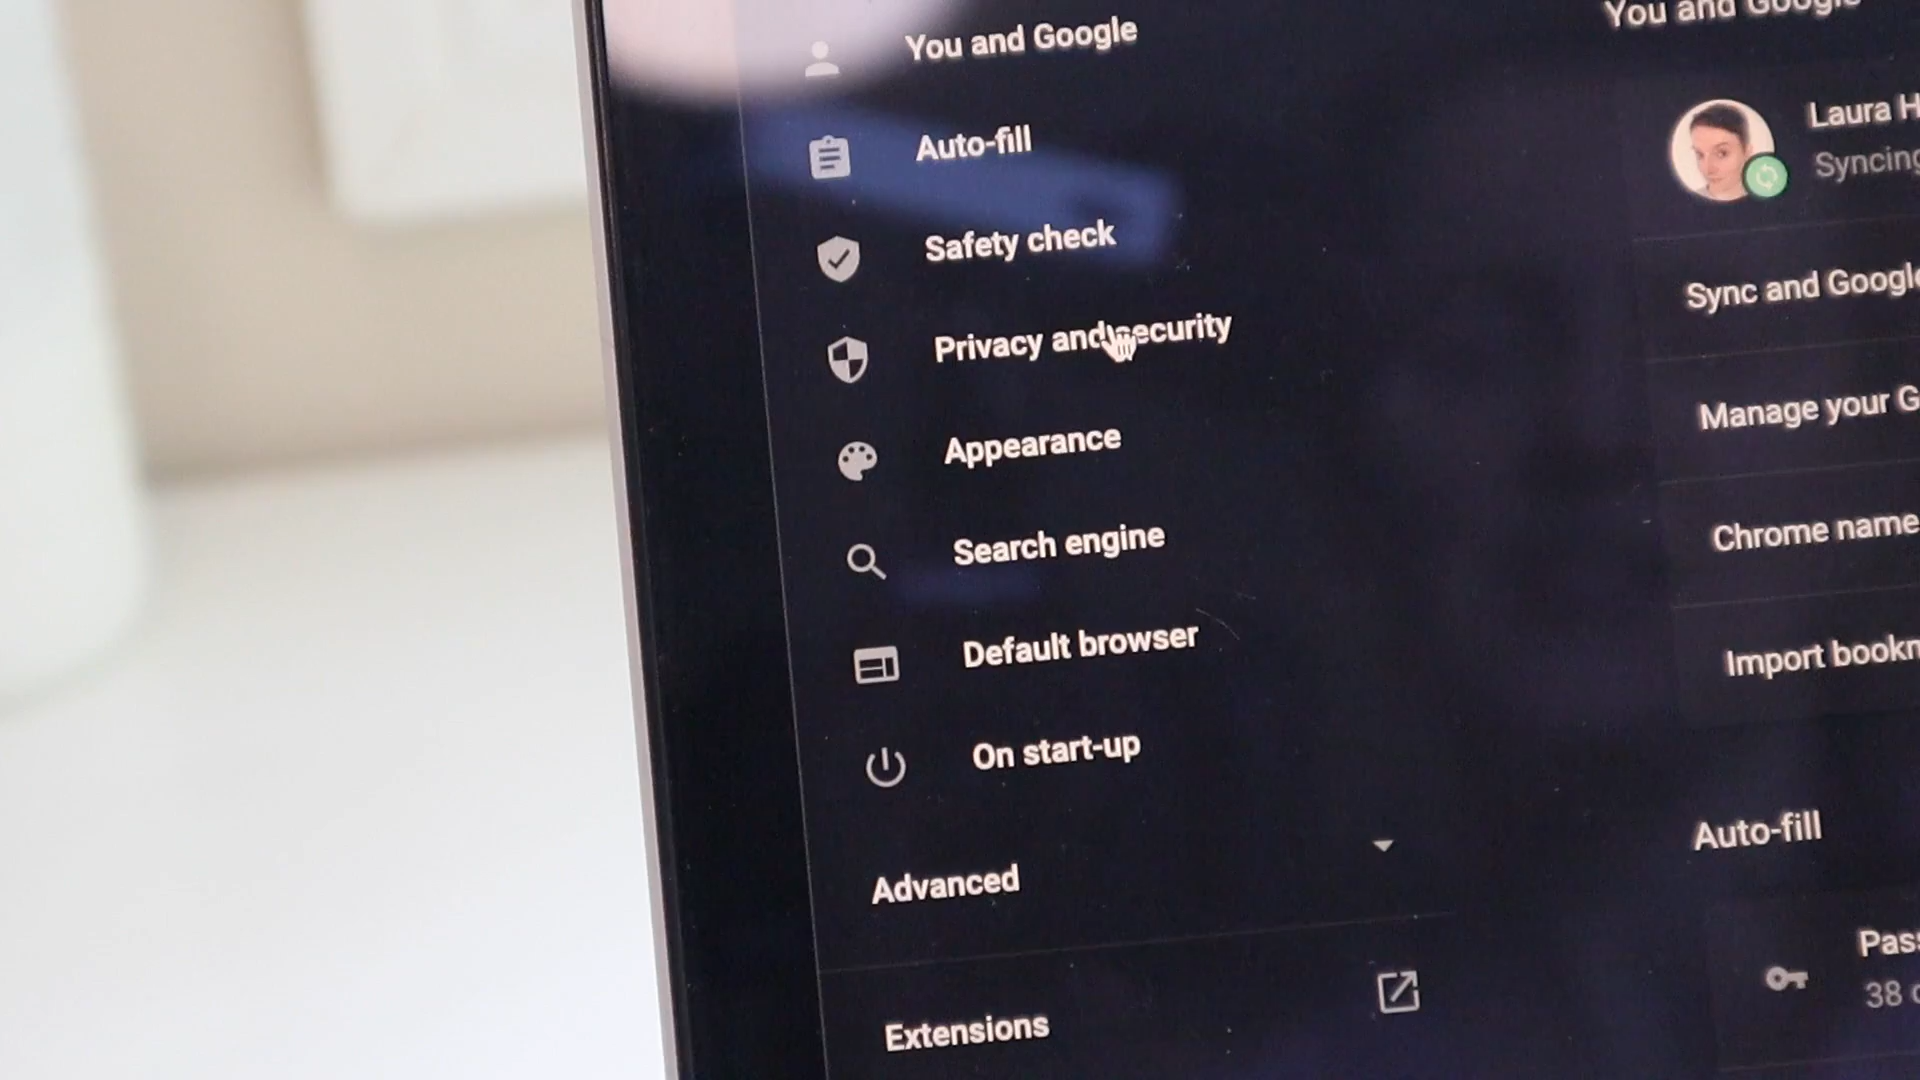 You and Google
Auto-fill
Safety check
Privacy and security
Appearance
Search engine
Default browser
On start-up
Advanced
Extensions
You and Google
Laura H
Syncing
Sync and Google
Manage your G
Chrome name
Import bookm
Auto-fill
Pass
38